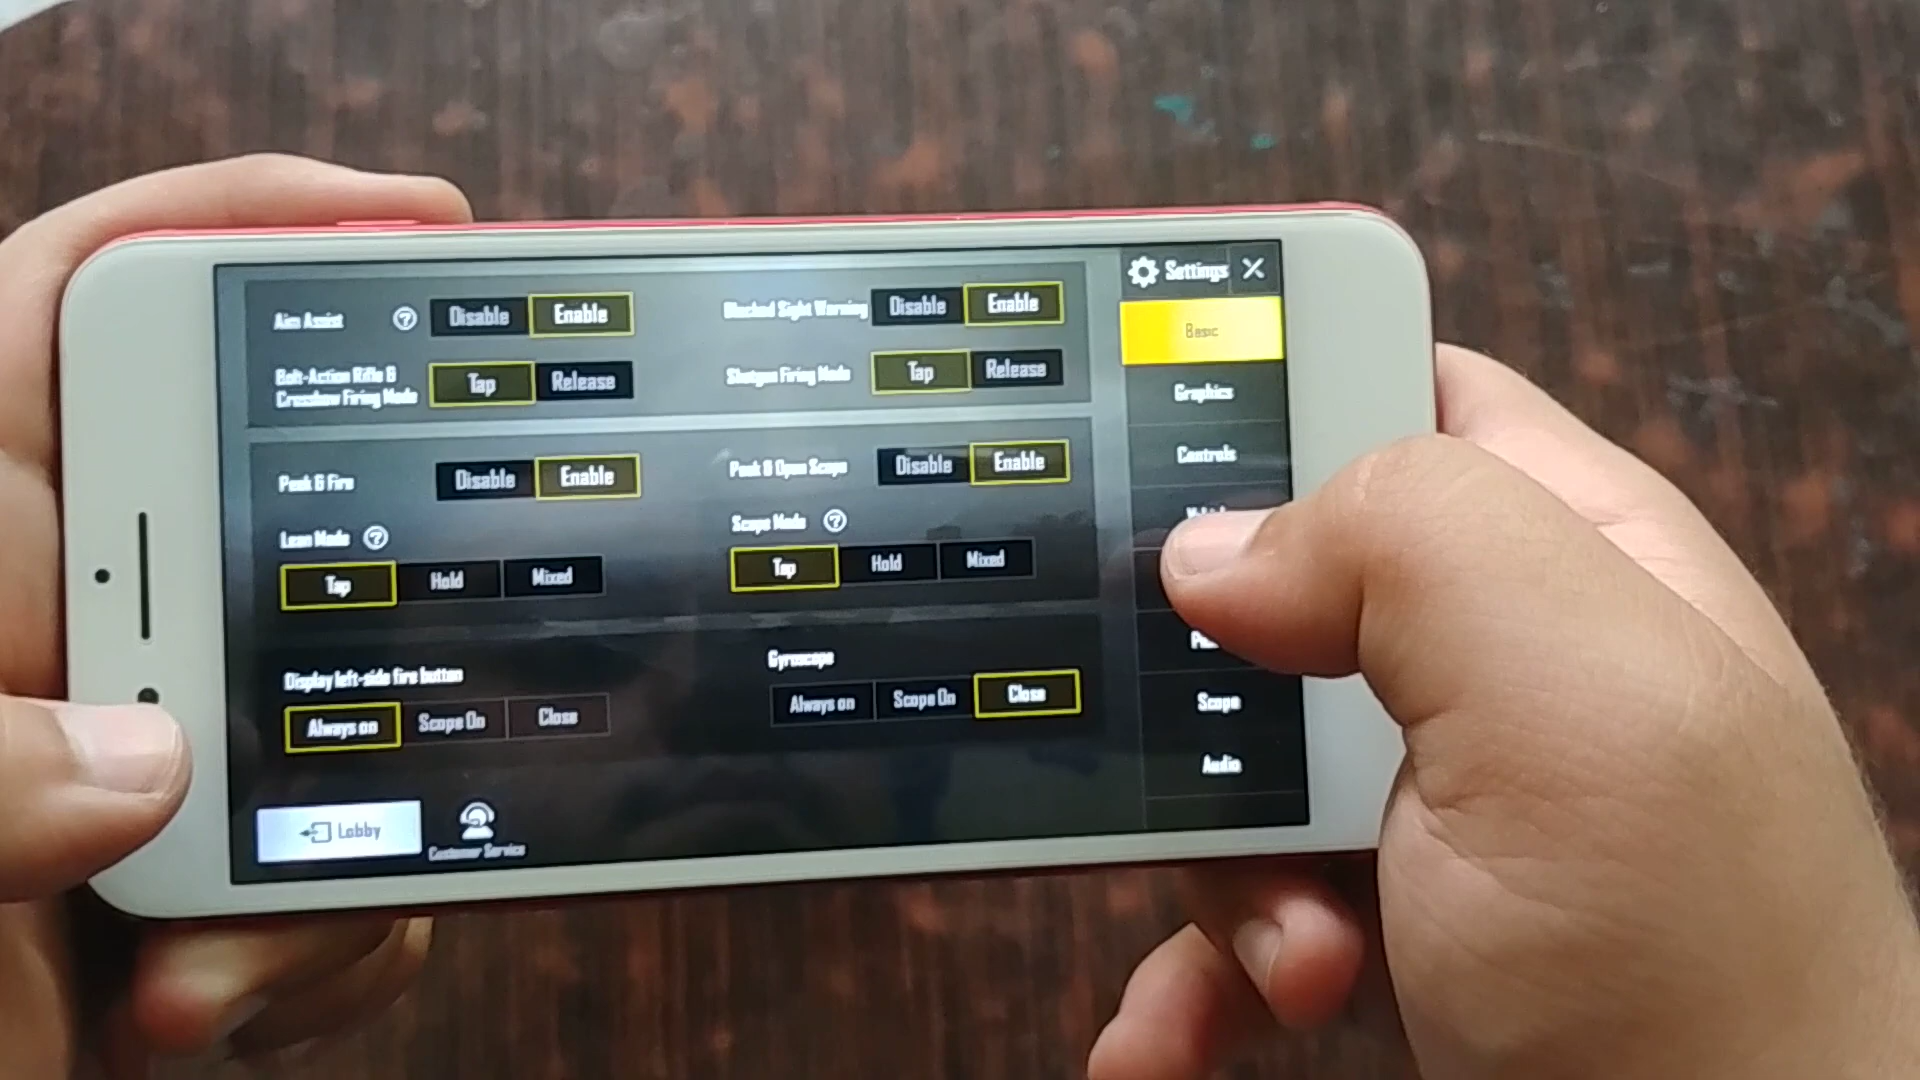 Settings
Aim Assist ? Disable Enable
Blocked Sight Warning Disable Enable
Basic
Bolt-Action Rifle &
Crossbow Firing Mode Tap Release
Shotgun Firing Mode Tap Release
Graphics
Peek & Fire Disable Enable
Peek & Open Scope Disable Enable
Controls
Lean Mode ?
Tap Hold Mixed
Scope Mode ?
Tap Hold Mixed
Display left-side fire button
Always on Scope On Close
Gyroscope
Always on Scope On Close
Scope
Audio
Lobby
Customer Service